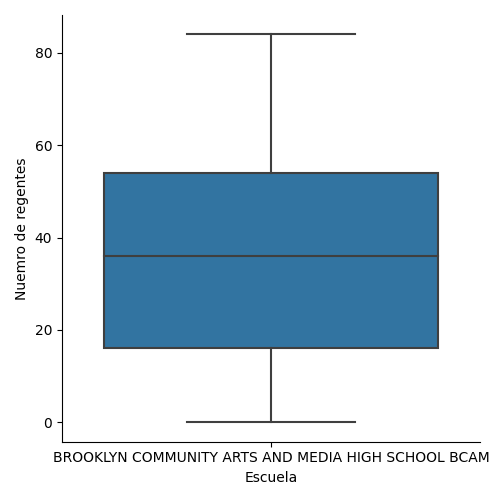 80
60
40
20
0
Nuemro de regentes
BROOKLYN COMMUNITY ARTS AND MEDIA HIGH SCHOOL BCAM
Escuela